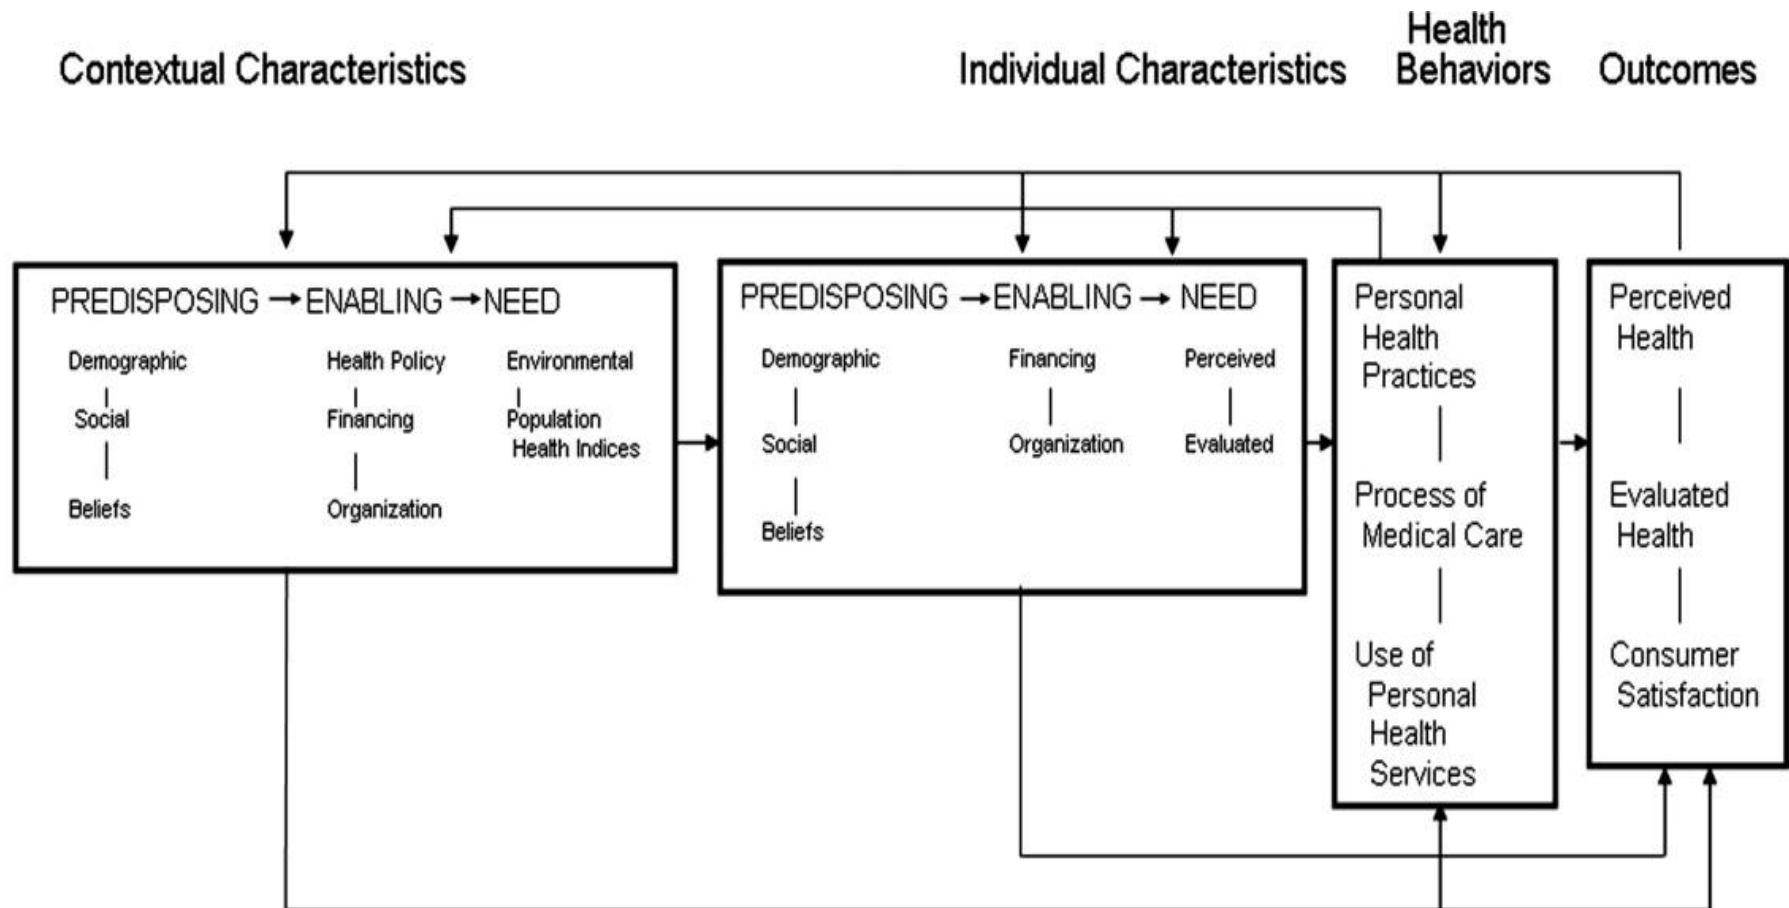 Contextual Characteristics
Individual Characteristics
Health
Behaviors
Outcomes
PREDISPOSING
ENABLING
NEED
Demographic
Social
Beliefs
Health Policy
Financing
Organization
Environmental
Population
Health Indices
PREDISPOSING
ENABLING
NEED
Demographic
Social
Beliefs
Financing
Organization
Perceived
Evaluated
Personal
Health
Practices
Process of
Medical Care
Use of
Personal
Health
Services
Perceived
Health
Evaluated
Health
Consumer
Satisfaction